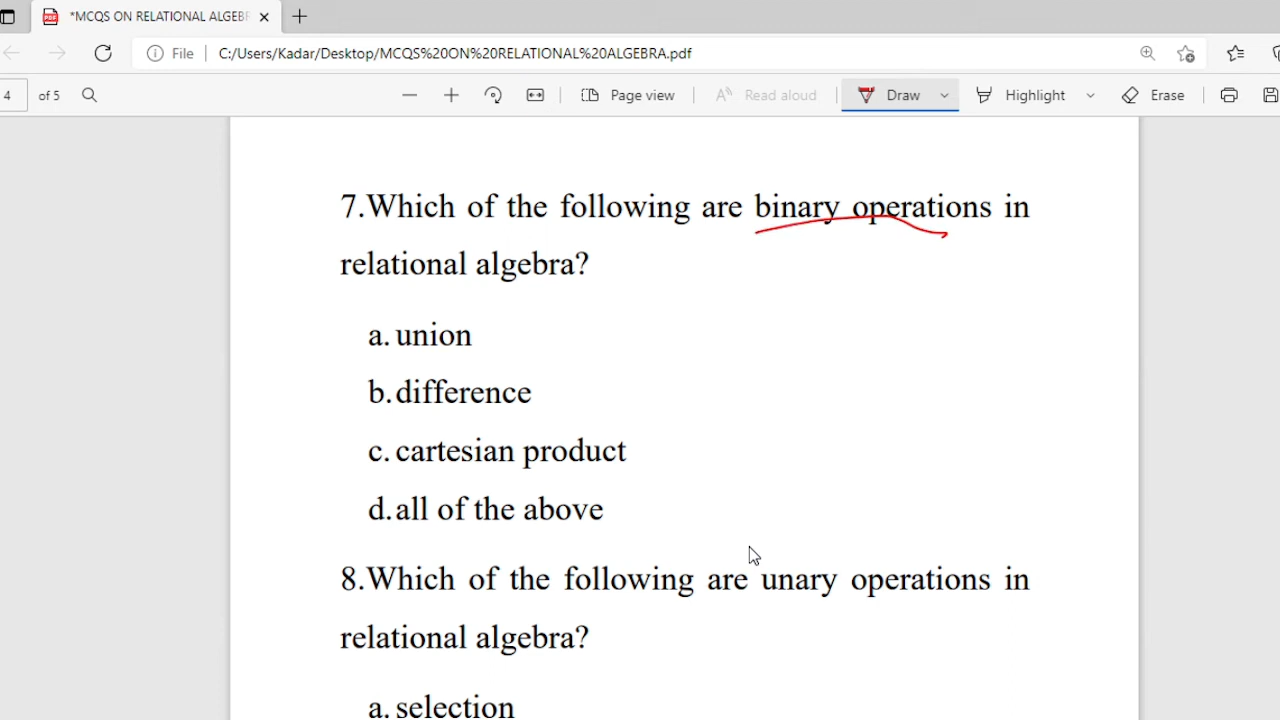 *MCQS ON RELATIONAL ALGEB
File C:/Users/Kadar/Desktop/MCQS%20ON%20RELATIONAL%20ALGEBRA.pdf
4 of 5 Page view Read aloud Draw Highlight Erase
7.Which of the following are binary operations in
relational algebra?
a. union
b.difference
c. cartesian product
d.all of the above
8.Which of the following are unary operations in
relational algebra?
a. selection